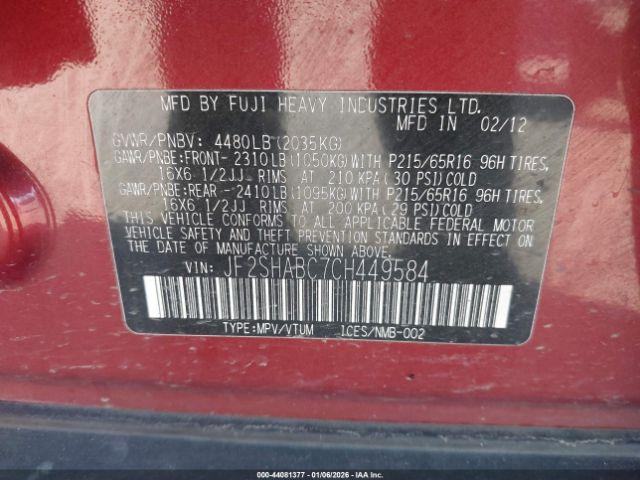 MFD BY FUJI HEAVY INDUSTRIES LTD.
MFD IN 02/12
GVWR/PNBV: 4480LB(2035KG)
GAWR/PNBE:FRONT- 2310LB(1050KG)WITH P215/65R16 96H TIRES,
16X6 1/2JJ RIMS AT 210 KPA(30 PSI)COLD
GAWR/PNBE:REAR -2410LB(1095KG)WITH P215/65R16 96H TIRES,
16X6 1/2JJ RIMS AT 200 KPA(29 PSI)COLD
THIS VEHICLE CONFORMS TO ALL APPLICABLE FEDERAL MOTOR
VEHICLE SAFETY,BUMPER, AND THEFT PREVENTION
STANDARDS IN EFFECT ON THE DATE OF MANUFACTURE SHOWN ABOVE.
VIN: JF2SHABC7CH449584
TYPE:MPV/VTUM ICES/NMB-002
000-44081377 - 01/06/2026 - IAAI.COM